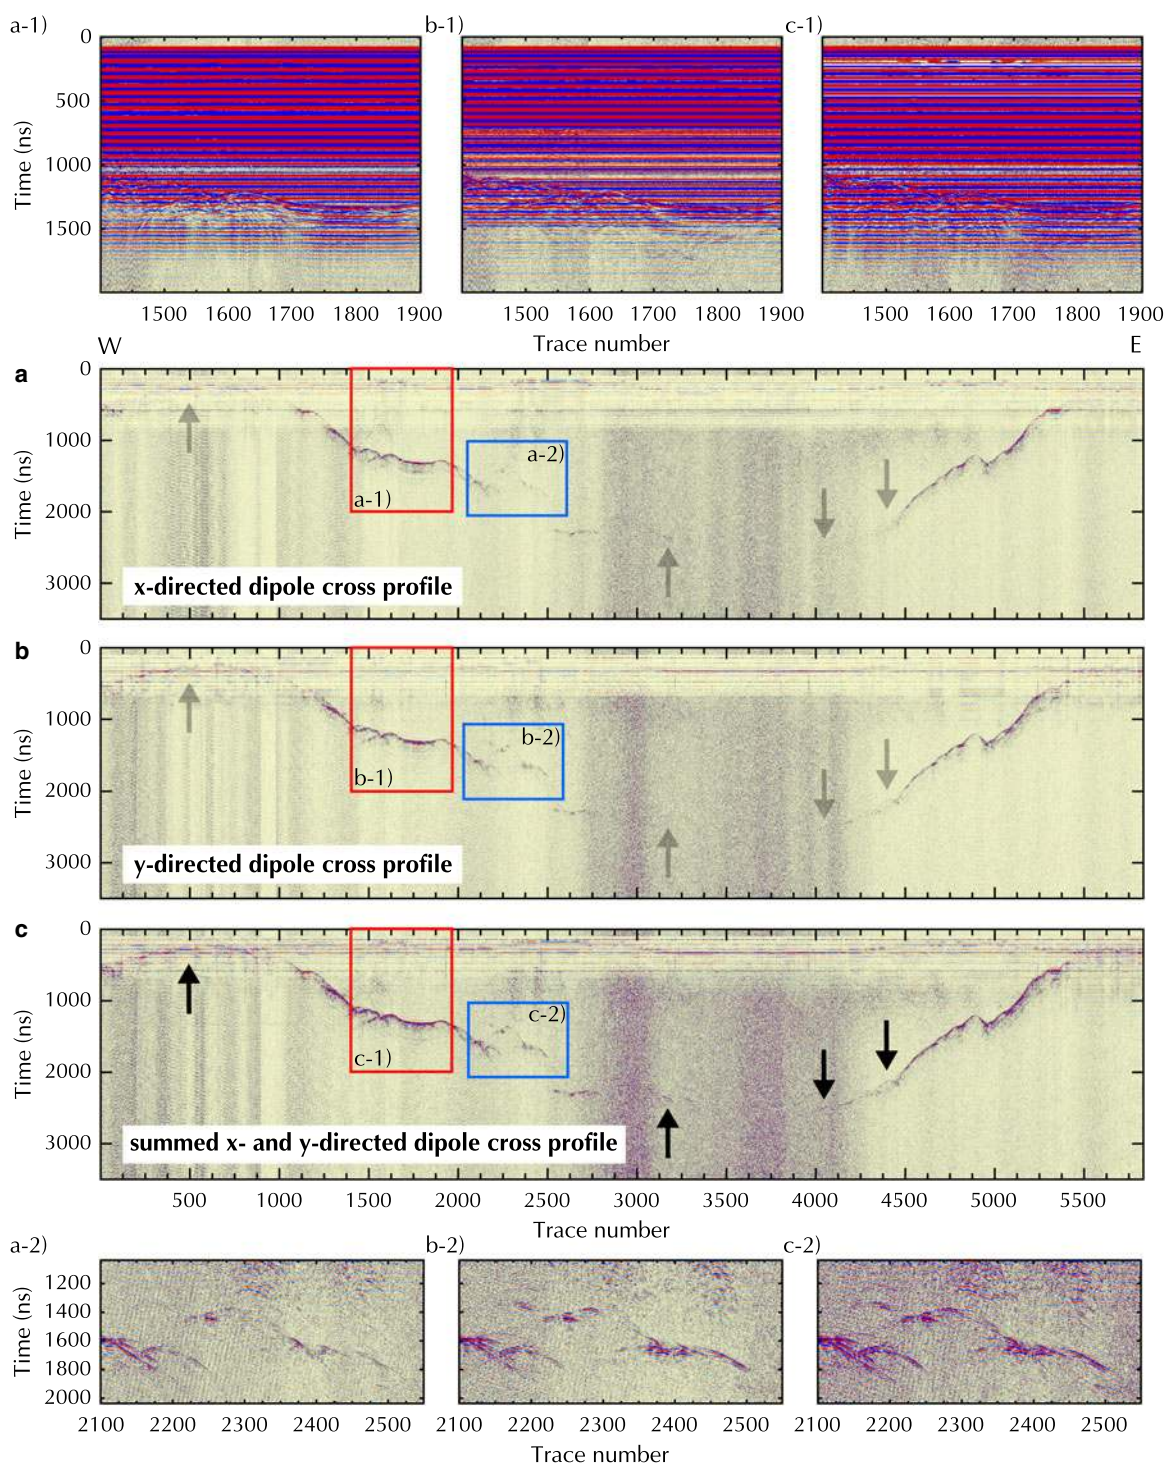 a-1)
b-1)
c-1)
0
500
1000
1500
Time (ns)
1500 1600 1700 1800 1900
1500 1600 1700 1800 1900
1500 1600 1700 1800 1900
W
Trace number
E
a
0
1000
2000
3000
Time (ns)
a-1)
a-2)
x-directed dipole cross profile
b
0
1000
2000
3000
Time (ns)
b-1)
b-2)
y-directed dipole cross profile
c
0
1000
2000
3000
Time (ns)
c-1)
c-2)
summed x- and y-directed dipole cross profile
500 1000 1500 2000 2500 3000 3500 4000 4500 5000 5500
Trace number
a-2)
b-2)
c-2)
1200
1400
1600
1800
2000
Time (ns)
2100 2200 2300 2400 2500
2100 2200 2300 2400 2500
2100 2200 2300 2400 2500
Trace number